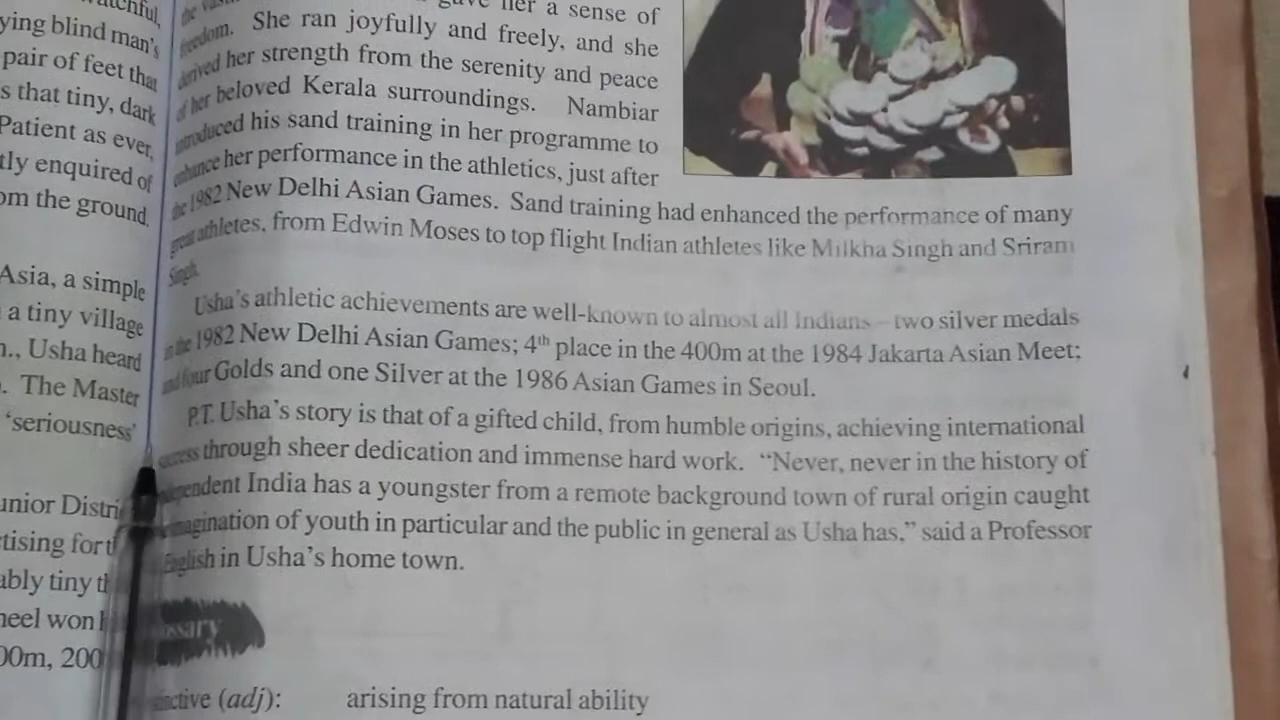 watchful,
ying blind man's
pair of feet that
s that tiny, dark
Patient as ever,
tly enquired of
om the ground.
Asia, a simple
a tiny village
n., Usha heard
. The Master
'seriousness'
unior Distri
tising for t
ably tiny th
heel won h
00m, 200
gave her a sense of
freedom. She ran joyfully and freely, and she
derived her strength from the serenity and peace
of her beloved Kerala surroundings. Nambiar
introduced his sand training in her programme to
enhance her performance in the athletics, just after
the 1982 New Delhi Asian Games. Sand training had enhanced the performance of many
great athletes, from Edwin Moses to top flight Indian athletes like Milkha Singh and Sriram
Singh.
Usha's athletic achievements are well-known to almost all Indians – two silver medals
in the 1982 New Delhi Asian Games; 4th place in the 400m at the 1984 Jakarta Asian Meet;
and four Golds and one Silver at the 1986 Asian Games in Seoul.
P.T. Usha's story is that of a gifted child, from humble origins, achieving international
success through sheer dedication and immense hard work. "Never, never in the history of
ependent India has a youngster from a remote background town of rural origin caught
magination of youth in particular and the public in general as Usha has," said a Professor
English in Usha's home town.
ossary
nctive (adj): arising from natural ability